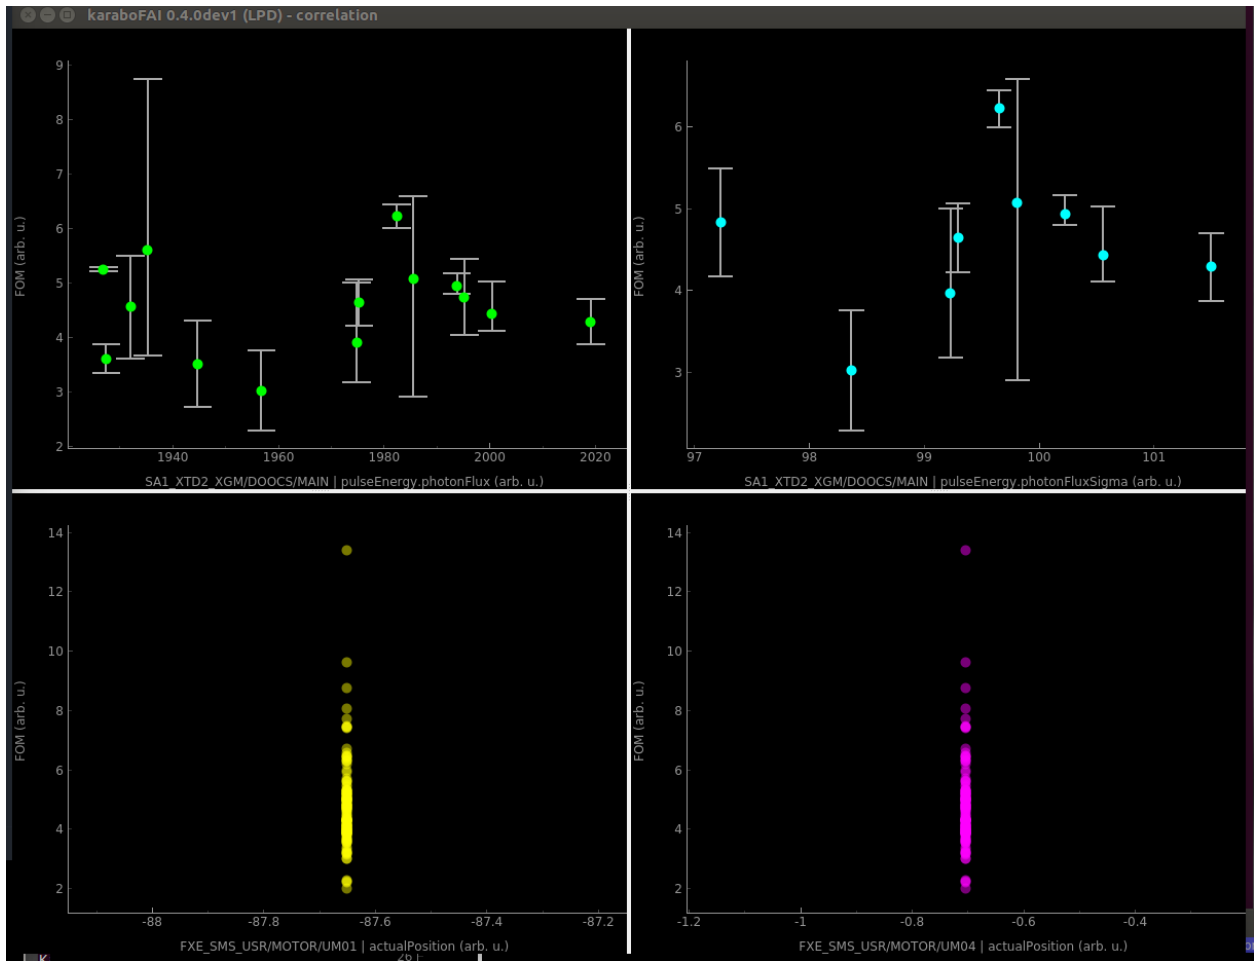 karaboFAI 0.4.0dev1 (LPD) - correlation
9
8
7
6
5
4
3
2
FOM (arb. u.)
1940 1960 1980 2000 2020
SA1_XTD2_XGM/DOOCS/MAIN | pulseEnergy.photonFlux (arb. u.)
6
5
4
3
FOM (arb. u.)
97 98 99 100 101
SA1_XTD2_XGM/DOOCS/MAIN | pulseEnergy.photonFluxSigma (arb. u.)
14
12
10
8
6
4
2
FOM (arb. u.)
-88 -87.8 -87.6 -87.4 -87.2
FXE_SMS_USR/MOTOR/UM01 | actualPosition (arb. u.)
14
12
10
8
6
4
2
FOM (arb. u.)
-1.2 -1 -0.8 -0.6 -0.4
FXE_SMS_USR/MOTOR/UM04 | actualPosition (arb. u.)